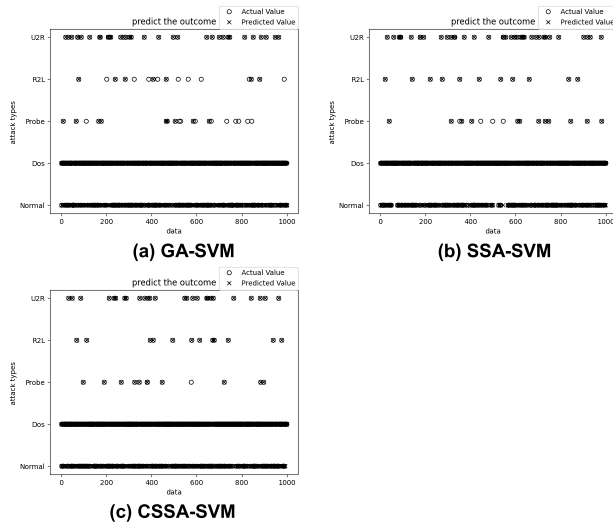 predict the outcome
Actual Value
Predicted Value
U2R
R2L
Probe
Dos
Normal
attack types
0 200 400 600 800 1000
data
(a) GA-SVM
predict the outcome
Actual Value
Predicted Value
U2R
R2L
Probe
Dos
Normal
attack types
0 200 400 600 800 1000
data
(b) SSA-SVM
predict the outcome
Actual Value
Predicted Value
U2R
R2L
Probe
Dos
Normal
attack types
0 200 400 600 800 1000
data
(c) CSSA-SVM